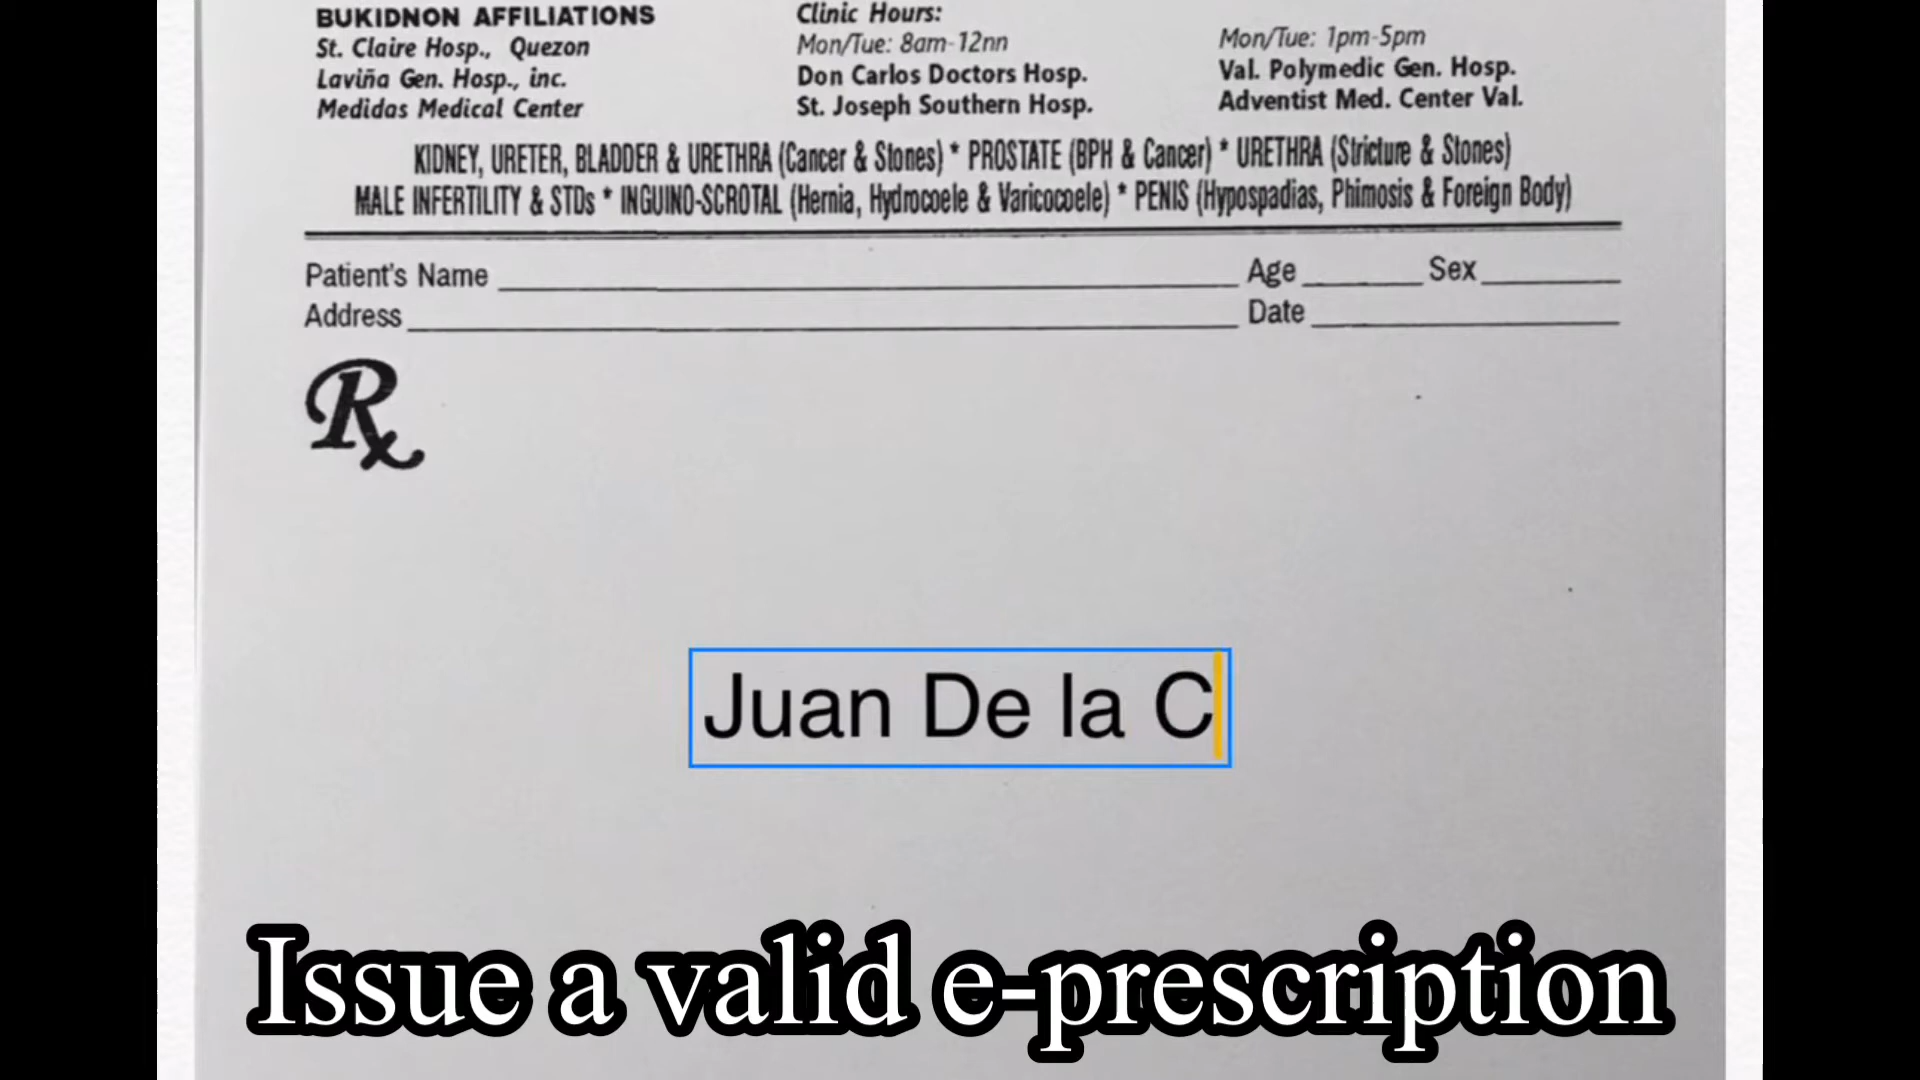 BUKIDNON AFFILIATIONS
St. Claire Hosp., Quezon
Laviña Gen. Hosp., inc.
Medidas Medical Center
Clinic Hours:
Mon/Tue: 8am-12nn
Don Carlos Doctors Hosp.
St. Joseph Southern Hosp.
Mon/Tue: 1pm-5pm
Val. Polymedic Gen. Hosp.
Adventist Med. Center Val.
KIDNEY, URETER, BLADDER & URETHRA (Cancer & Stones) * PROSTATE (BPH & Cancer) * URETHRA (Stricture & Stones)
MALE INFERTILITY & STDs * INGUINO-SCROTAL (Hernia, Hydrocoele & Varicocoele) * PENIS (Hypospadias, Phimosis & Foreign Body)
Patient's Name Age Sex
Address Date
Rx
Juan De la C
Issue a valid e-prescription